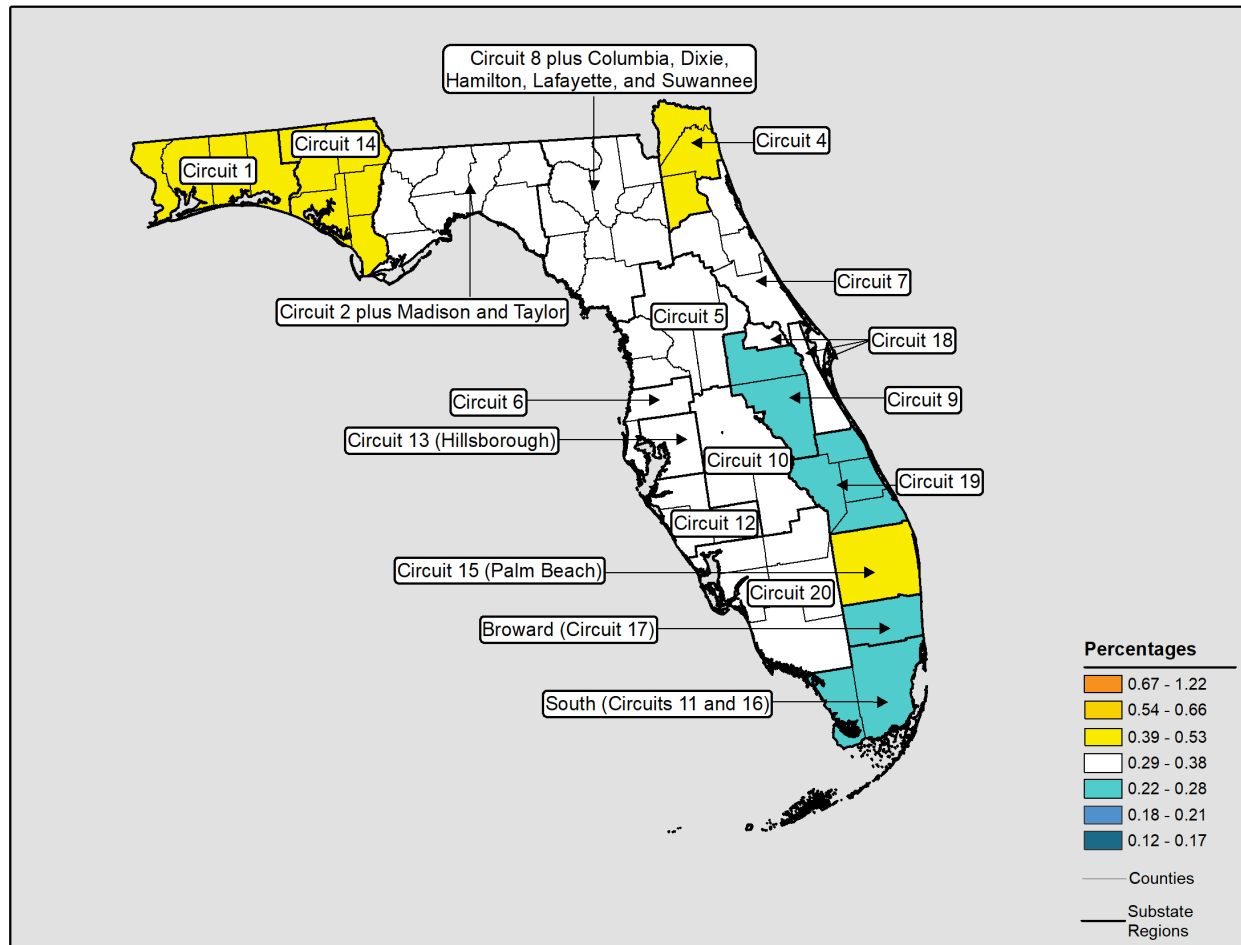 Circuit 8 plus Columbia, Dixie,
Hamilton, Lafayette, and Suwannee
Circuit 14
Circuit 4
Circuit 1
Circuit 7
Circuit 2 plus Madison and Taylor
Circuit 5
Circuit 18
Circuit 6
Circuit 9
Circuit 13 (Hillsborough)
Circuit 10
Circuit 19
Circuit 12
Circuit 15 (Palm Beach)
Circuit 20
Broward (Circuit 17)
South (Circuits 11 and 16)
Percentages
0.67 - 1.22
0.54 - 0.66
0.39 - 0.53
0.29 - 0.38
0.22 - 0.28
0.18 - 0.21
0.12 - 0.17
Counties
Substate
Regions